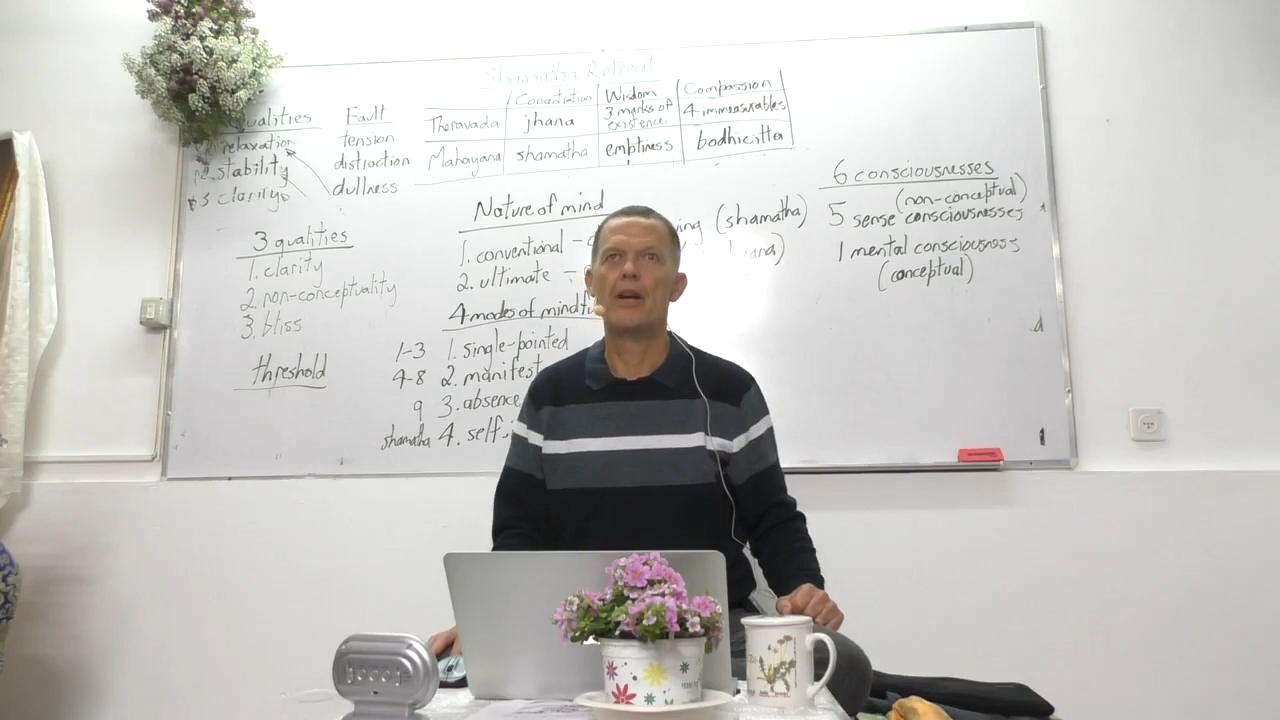 Shamatha Retreat
Qualities Fault
relaxation tension
2. stability distraction
3 clarity dullness
Concentration Wisdom Compassion
Theravada jhana 3 marks of existence 4 immeasurables
Mahayana shamatha emptiness bodhicitta
3 qualities
1. clarity
2. non-conceptuality
3. bliss
threshold
Nature of mind
1. conventional – (shamatha)
2. ultimate –
4 modes of
1-3 1. single-pointed
4-8 2. manifest
9 3. absence
shamatha 4. self-
6 consciousnesses
(non-conceptual)
5 sense consciousnesses
1 mental consciousness
(conceptual)